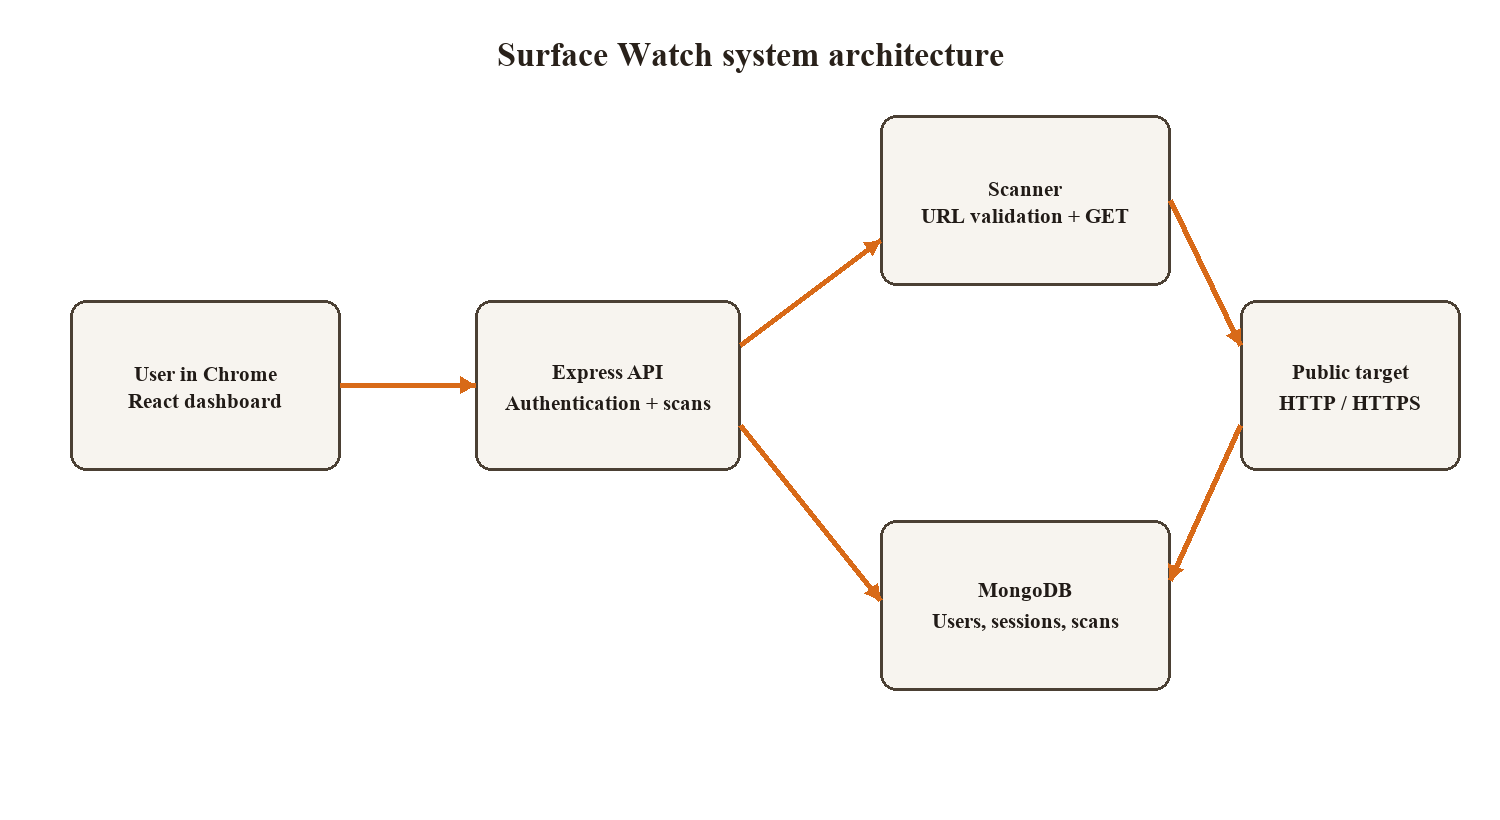 Surface Watch system architecture
User in Chrome
React dashboard
Express API
Authentication + scans
Scanner
URL validation + GET
Public target
HTTP / HTTPS
MongoDB
Users, sessions, scans